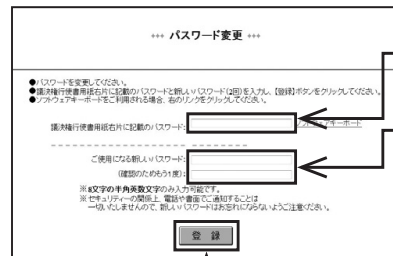 +++ パスワード変更 +++
●パスワードを変更してください。
●議決権行使書用紙右片に記載のパスワードと新しいパスワード(2回)を入力し、【登録】ボタンをクリックしてください。
●ソフトウェアキーボードをご利用される場合、右のリンクをクリックしてください。
議決権行使書用紙右片に記載のパスワード:
ソフトウェアキーボード
ご使用になる新しいパスワード:
(確認のためもう1度):
※8文字の半角英数文字のみ入力可能です。
※セキュリティーの関係上、電話や書面でご通知することは
一切いたしませんので、新しいパスワードはお忘れにならないようご注意ください。
登 録